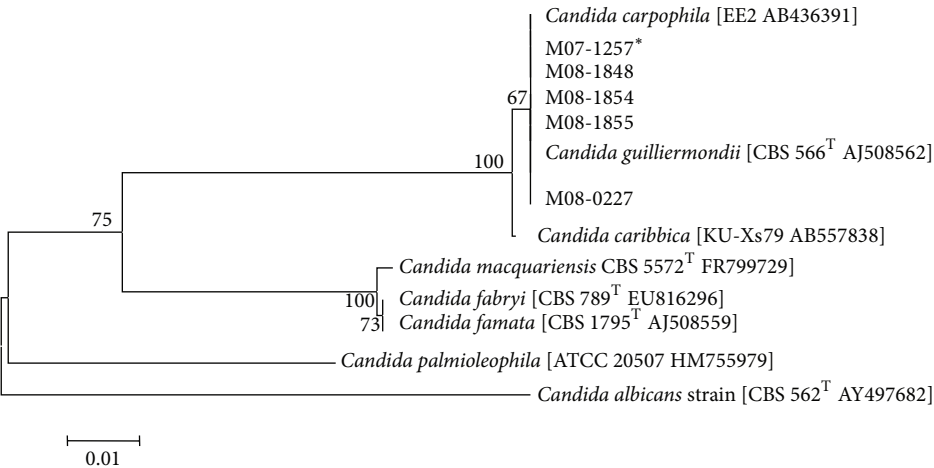 Candida carpophila [EE2 AB436391]
M07-1257*
M08-1848
67 M08-1854
M08-1855
Candida guilliermondii [CBS 566T AJ508562]
100
M08-0227
75
Candida caribbica [KU-Xs79 AB557838]
Candida macquariensis CBS 5572T FR799729]
100 Candida fabryi [CBS 789T EU816296]
73 Candida famata [CBS 1795T AJ508559]
Candida palmioleophila [ATCC 20507 HM755979]
Candida albicans strain [CBS 562T AY497682]
0.01